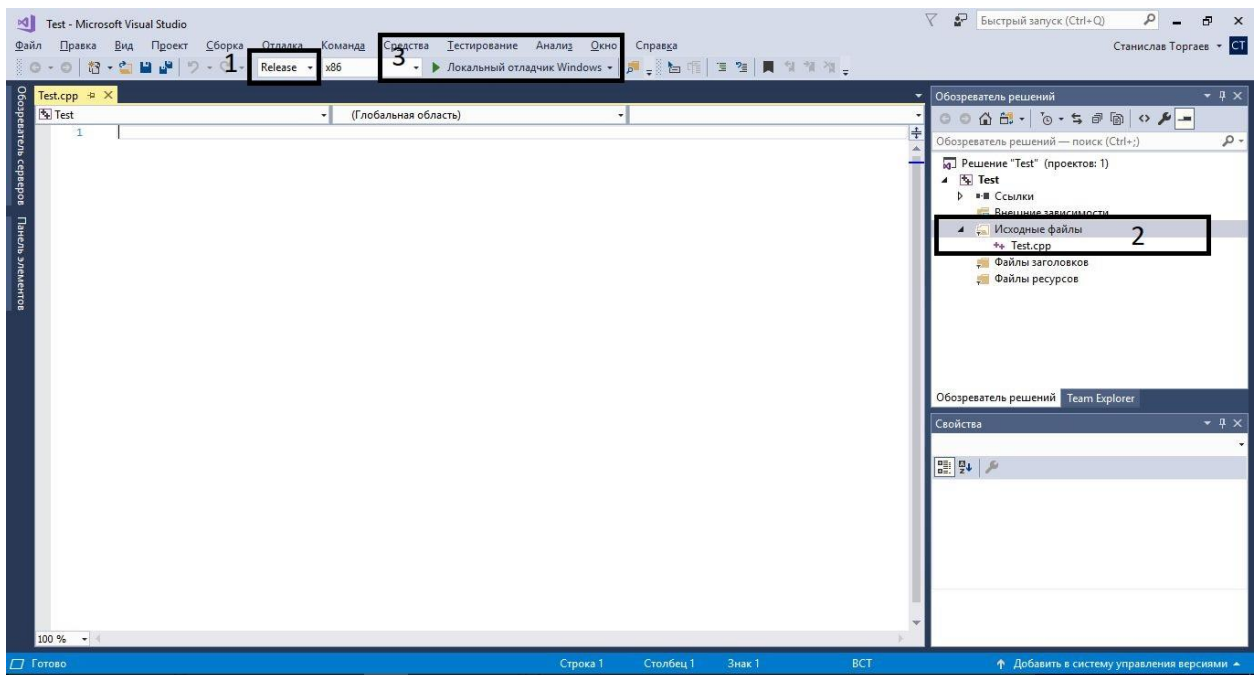 Test - Microsoft Visual Studio
Быстрый запуск (Ctrl+Q)
Файл Правка Вид Проект Сборка Отладка Команда Средства Тестирование Анализ Окно Справка
Станислав Торгаев СТ
1 Release x86 3 Локальный отладчик Windows
Обозреватель серверов
Панель элементов
Test.cpp
Test (Глобальная область)
1
100 %
Обозреватель решений
Обозреватель решений — поиск (Ctrl+;)
Решение "Test" (проектов: 1)
Test
Ссылки
Внешние зависимости
Исходные файлы 2
Test.cpp
Файлы заголовков
Файлы ресурсов
Обозреватель решений Team Explorer
Свойства
Готово Строка 1 Столбец 1 Знак 1 ВСТ Добавить в систему управления версиями